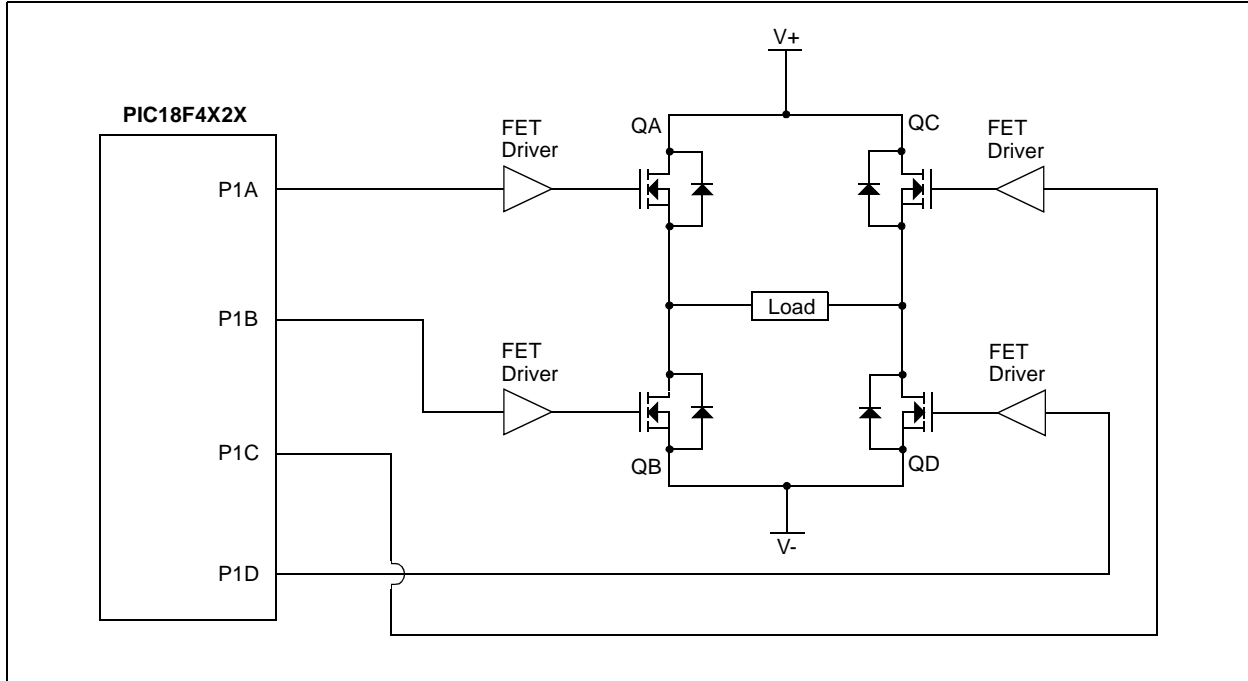 V+
PIC18F4X2X
FET
Driver
QA
QC
FET
Driver
P1A
Load
P1B
FET
Driver
FET
Driver
P1C
QB
QD
V-
P1D